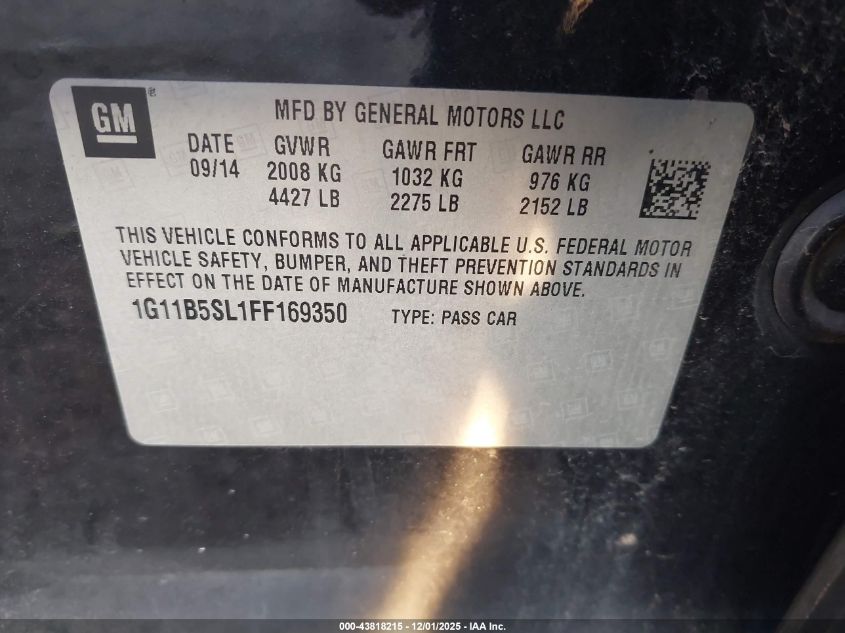 GM ®
MFD BY GENERAL MOTORS LLC
DATE GVWR GAWR FRT GAWR RR
09/14 2008 KG 1032 KG 976 KG
4427 LB 2275 LB 2152 LB
THIS VEHICLE CONFORMS TO ALL APPLICABLE U.S. FEDERAL MOTOR
VEHICLE SAFETY, BUMPER, AND THEFT PREVENTION STANDARDS IN
EFFECT ON THE DATE OF MANUFACTURE SHOWN ABOVE.
1G11B5SL1FF169350 TYPE: PASS CAR
000-43818215 - 12/01/2025 - IAA Inc.